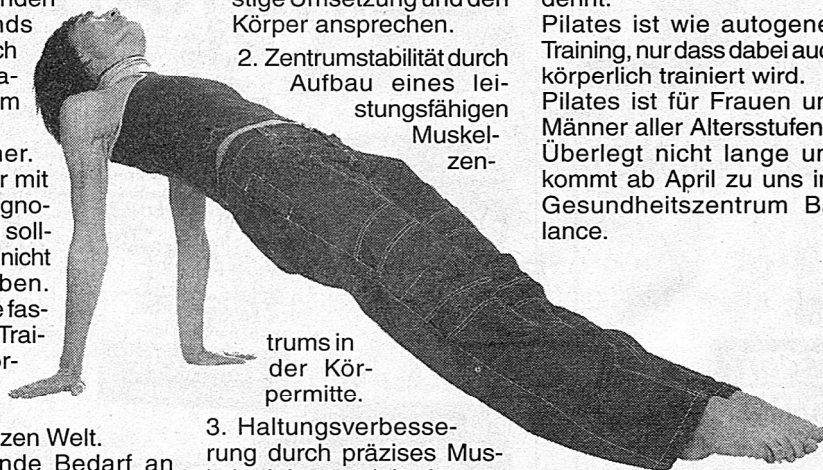 nds
ch
a-
m
ner.
r mit
gno-
soll-
nicht
ben.
e fas-
Trai-
or-
zen Welt.
nde Bedarf an
stige Umsetzung und den
Körper ansprechen.
2. Zentrumstabilität durch
Aufbau eines lei-
stungsfähigen
Muskel-
zen-
trums in
der Kör-
permitte.
3. Haltungsverbesse-
rung durch präzises Mus-
dehnt.
Pilates ist wie autogene
Training, nur dass dabei auc
körperlich trainiert wird.
Pilates ist für Frauen un
Männer aller Altersstufen
Überlegt nicht lange un
kommt ab April zu uns in
Gesundheitszentrum Ba
lance.